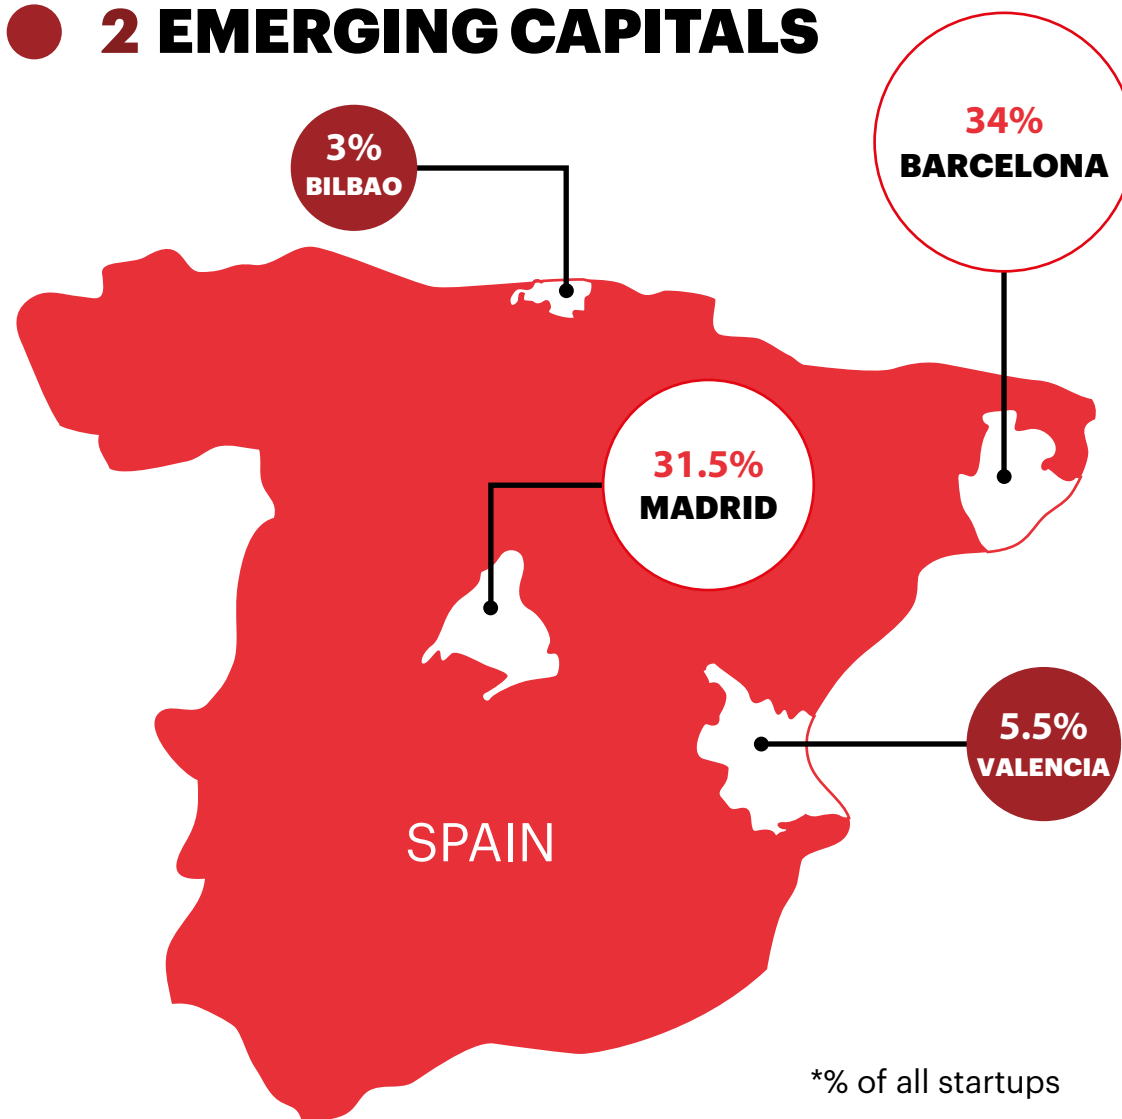 2 EMERGING CAPITALS
34%
BARCELONA
3%
BILBAO
31.5%
MADRID
5.5%
VALENCIA
SPAIN
*% of all startups